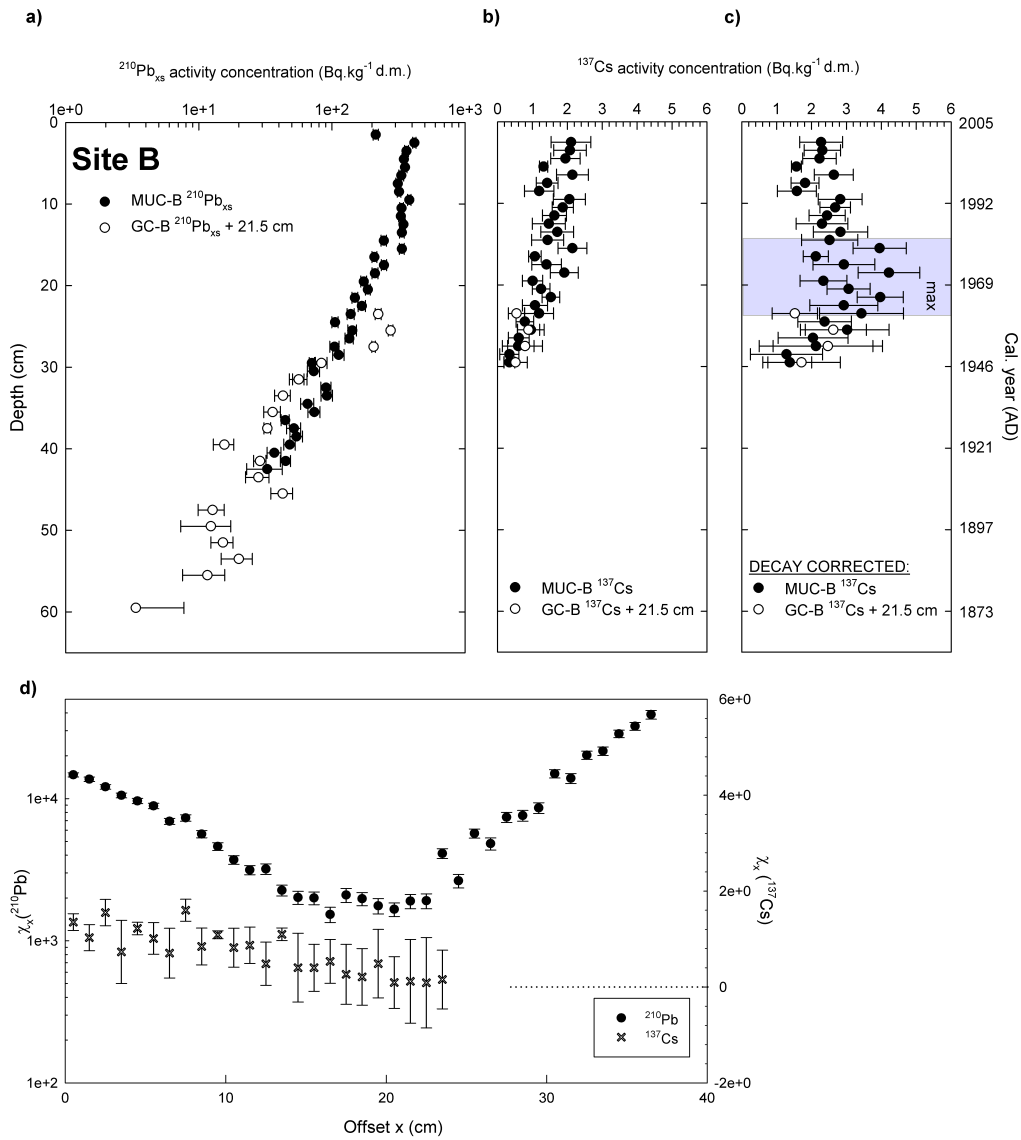 a)
b)
c)
²¹⁰Pbxs activity concentration (Bq.kg⁻¹ d.m.)
¹³⁷Cs activity concentration (Bq.kg⁻¹ d.m.)
1e+0 1e+1 1e+2 1e+3
0 1 2 3 4 5 6
0 1 2 3 4 5 6
0
10
20
30
40
50
60
Depth (cm)
Site B
MUC-B ²¹⁰Pbxs
GC-B ²¹⁰Pbxs + 21.5 cm
MUC-B ¹³⁷Cs
GC-B ¹³⁷Cs + 21.5 cm
max
DECAY CORRECTED:
MUC-B ¹³⁷Cs
GC-B ¹³⁷Cs + 21.5 cm
2005
1992
1969
1946
1921
1897
1873
Cal. year (AD)
d)
1e+4
1e+3
1e+2
χx(²¹⁰Pb)
6e+0
4e+0
2e+0
0
-2e+0
χx (¹³⁷Cs)
²¹⁰Pb
¹³⁷Cs
0 10 20 30 40
Offset x (cm)